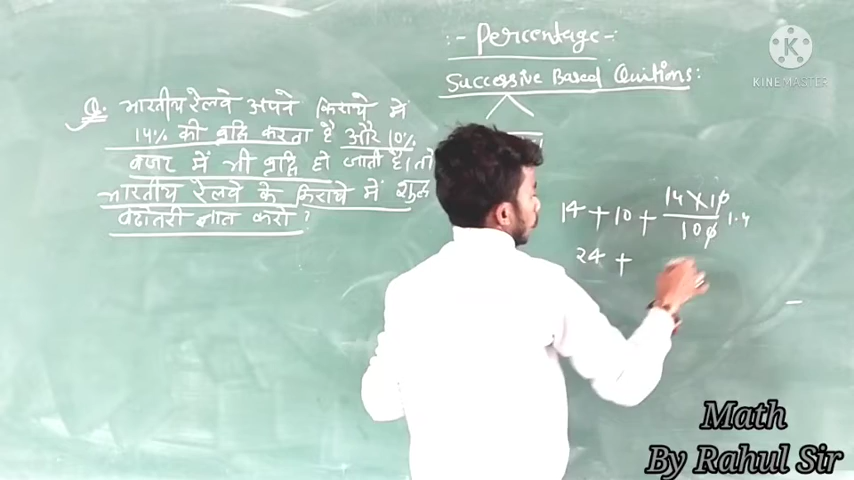 :- Percentage -:
Successive Based Quitions:
Q. भारतीय रेलवे अपने किराये में
14% की वृद्धि करता है और 10%
बजट में भी वृद्धि हो जाती है, तो
भारतीय रेलवे के किराये में शुद्ध
बढोतरी ज्ञात करो?
14 + 10 + 14 × 10 / 100 1.4
24 +
KINEMASTER
Math
By Rahul Sir